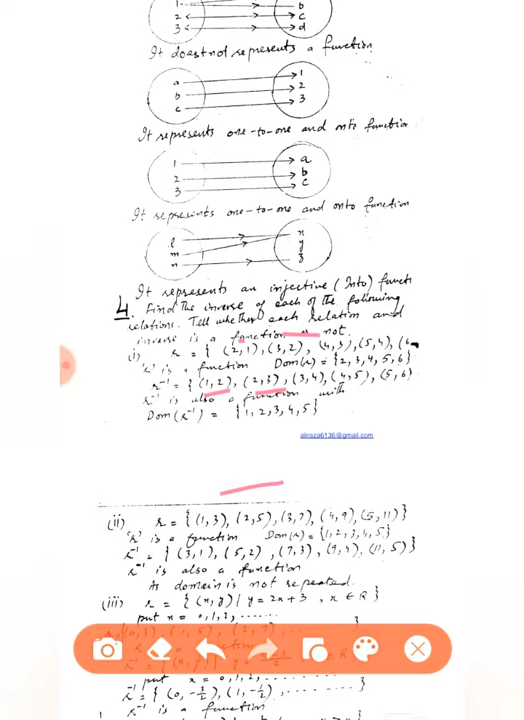 1 b
2 c
3 d
It does not represents a function
a 1
b 2
c 3
It represents one-to-one and onto function
1 a
2 b
3 c
It represents one-to-one and onto function
l x
m y
n z
It represents an injective (Into) functi
4. Find the inverse of each of the following
relations. Tell whether each relation and
inverse is a function or not.
(i) r = { (2,1), (3,2), (4,3), (5,4), (6
'r' is a function Dom(r) = {2, 3, 4, 5, 6}
r⁻¹ = { (1,2), (2,3), (3,4), (4,5), (5,6)
r⁻¹ is also a function with
Dom(r⁻¹) = {1, 2, 3, 4, 5}
aliraza6136@gmail.com
(ii) r = {(1,3), (2,5), (3,7), (4,9), (5,11)}
'r' is a function Dom(r) = {1, 2, 3, 4, 5}
r⁻¹ = { (3,1), (5,2), (7,3), (9,4), (11,5)}
r⁻¹ is also a function
As domain is not repeated.
(iii) r = { (x,y) | y = 2x+3, x ∈ R}
put x = 0, 1, 2, ......
put x = 0, 1, 2, ......
r⁻¹ = { (0, -3/2), (1, -1/2), ...... }
r⁻¹ is a function